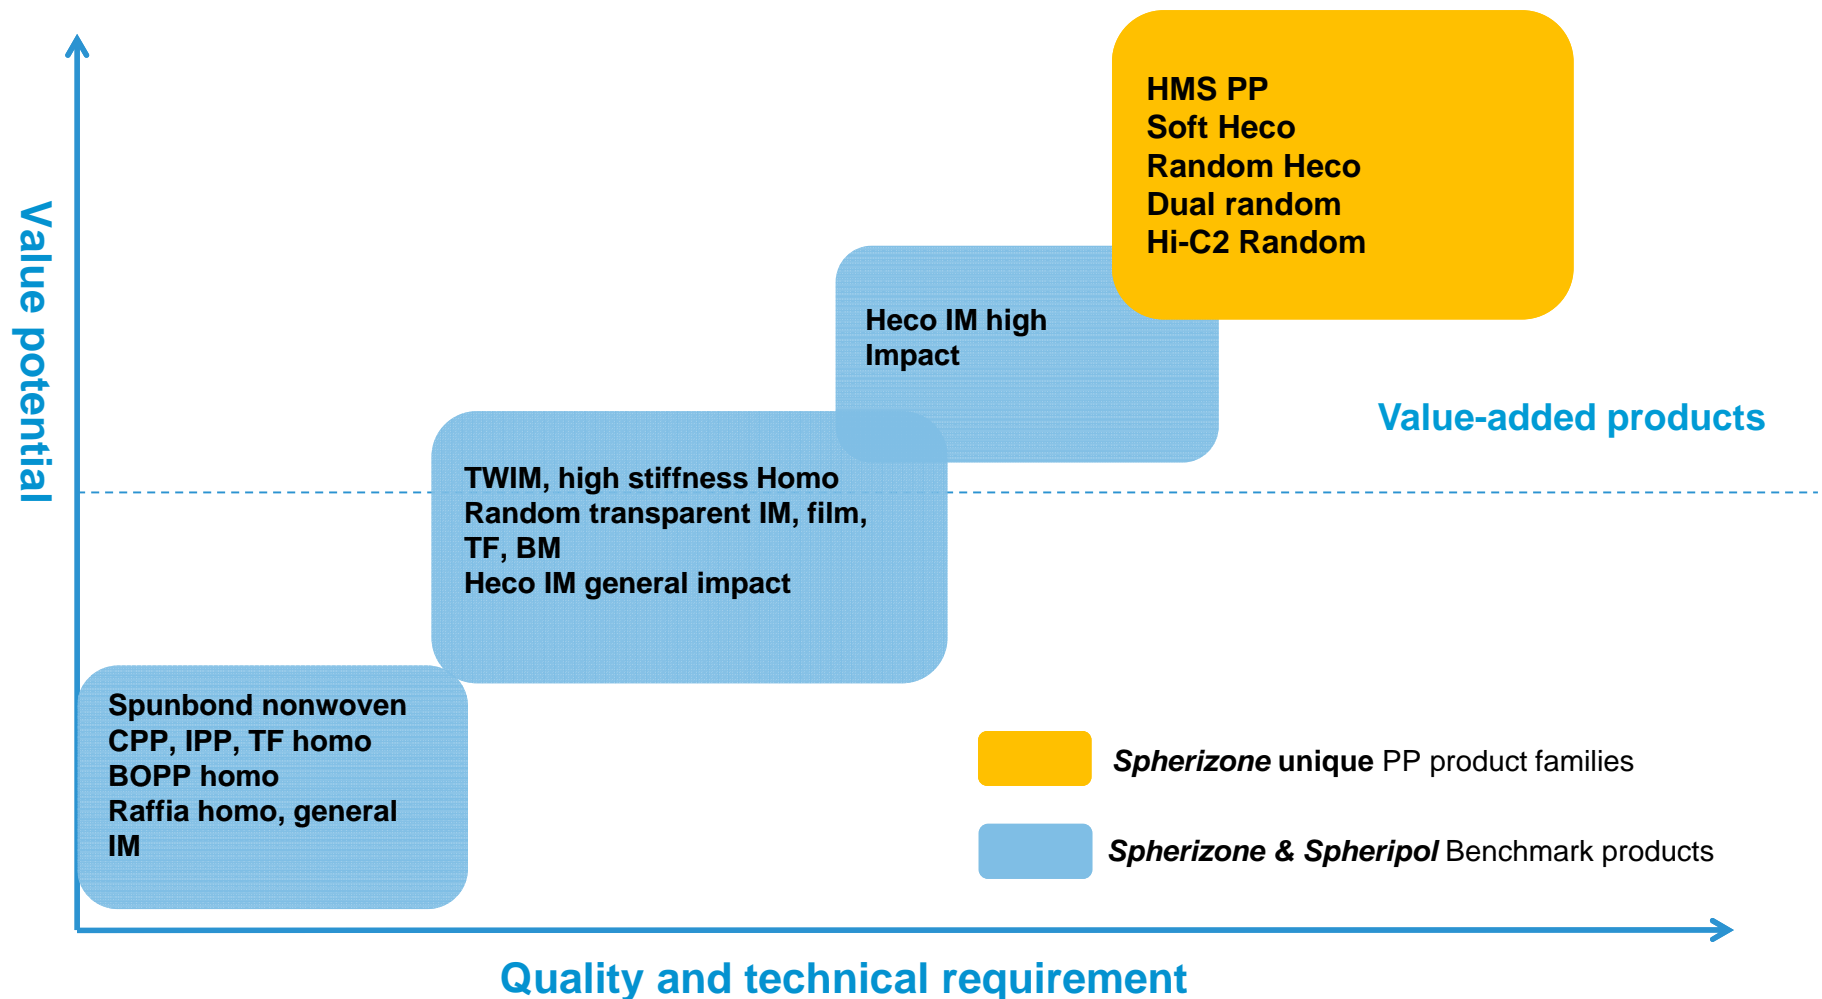 HMS PP
Soft Heco
Random Heco
Dual random
Hi-C2 Random
Value potential
Heco IM high
Impact
Value-added products
TWIM, high stiffness Homo
Random transparent IM, film,
TF, BM
Heco IM general impact
Spunbond nonwoven
CPP, IPP, TF homo
BOPP homo
Raffia homo, general
IM
Spherizone unique PP product families
Spherizone & Spheripol Benchmark products
Quality and technical requirement